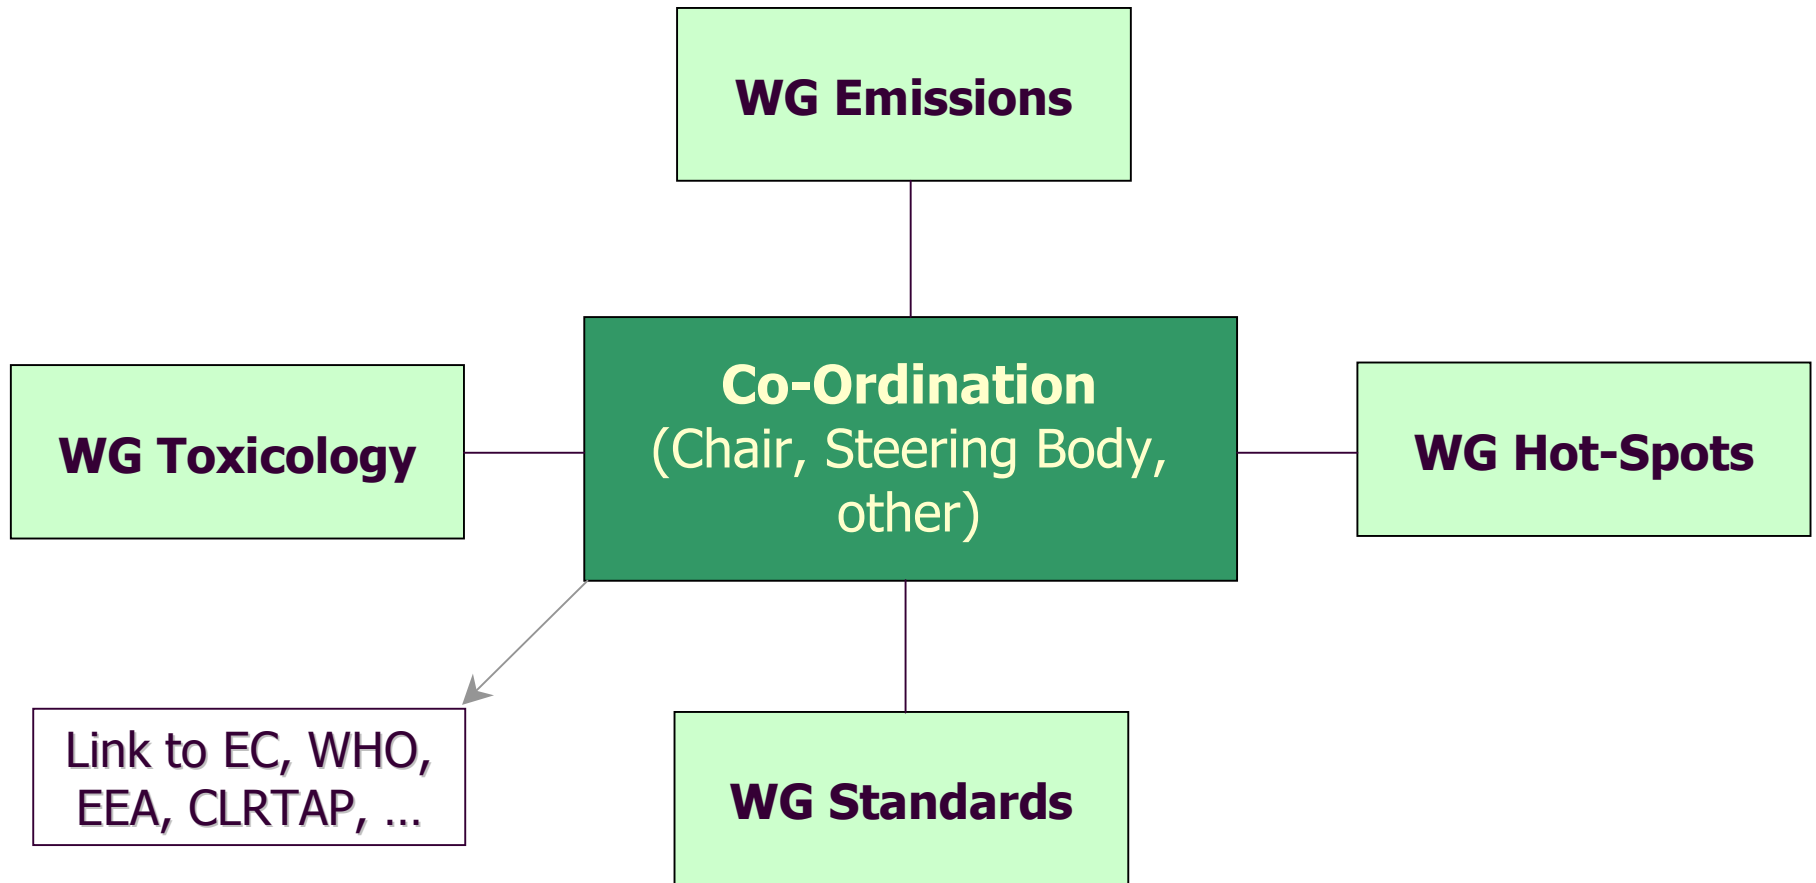 WG Emissions
Co-Ordination
(Chair, Steering Body,
other)
WG Toxicology
WG Hot-Spots
Link to EC, WHO,
EEA, CLRTAP, ...
WG Standards